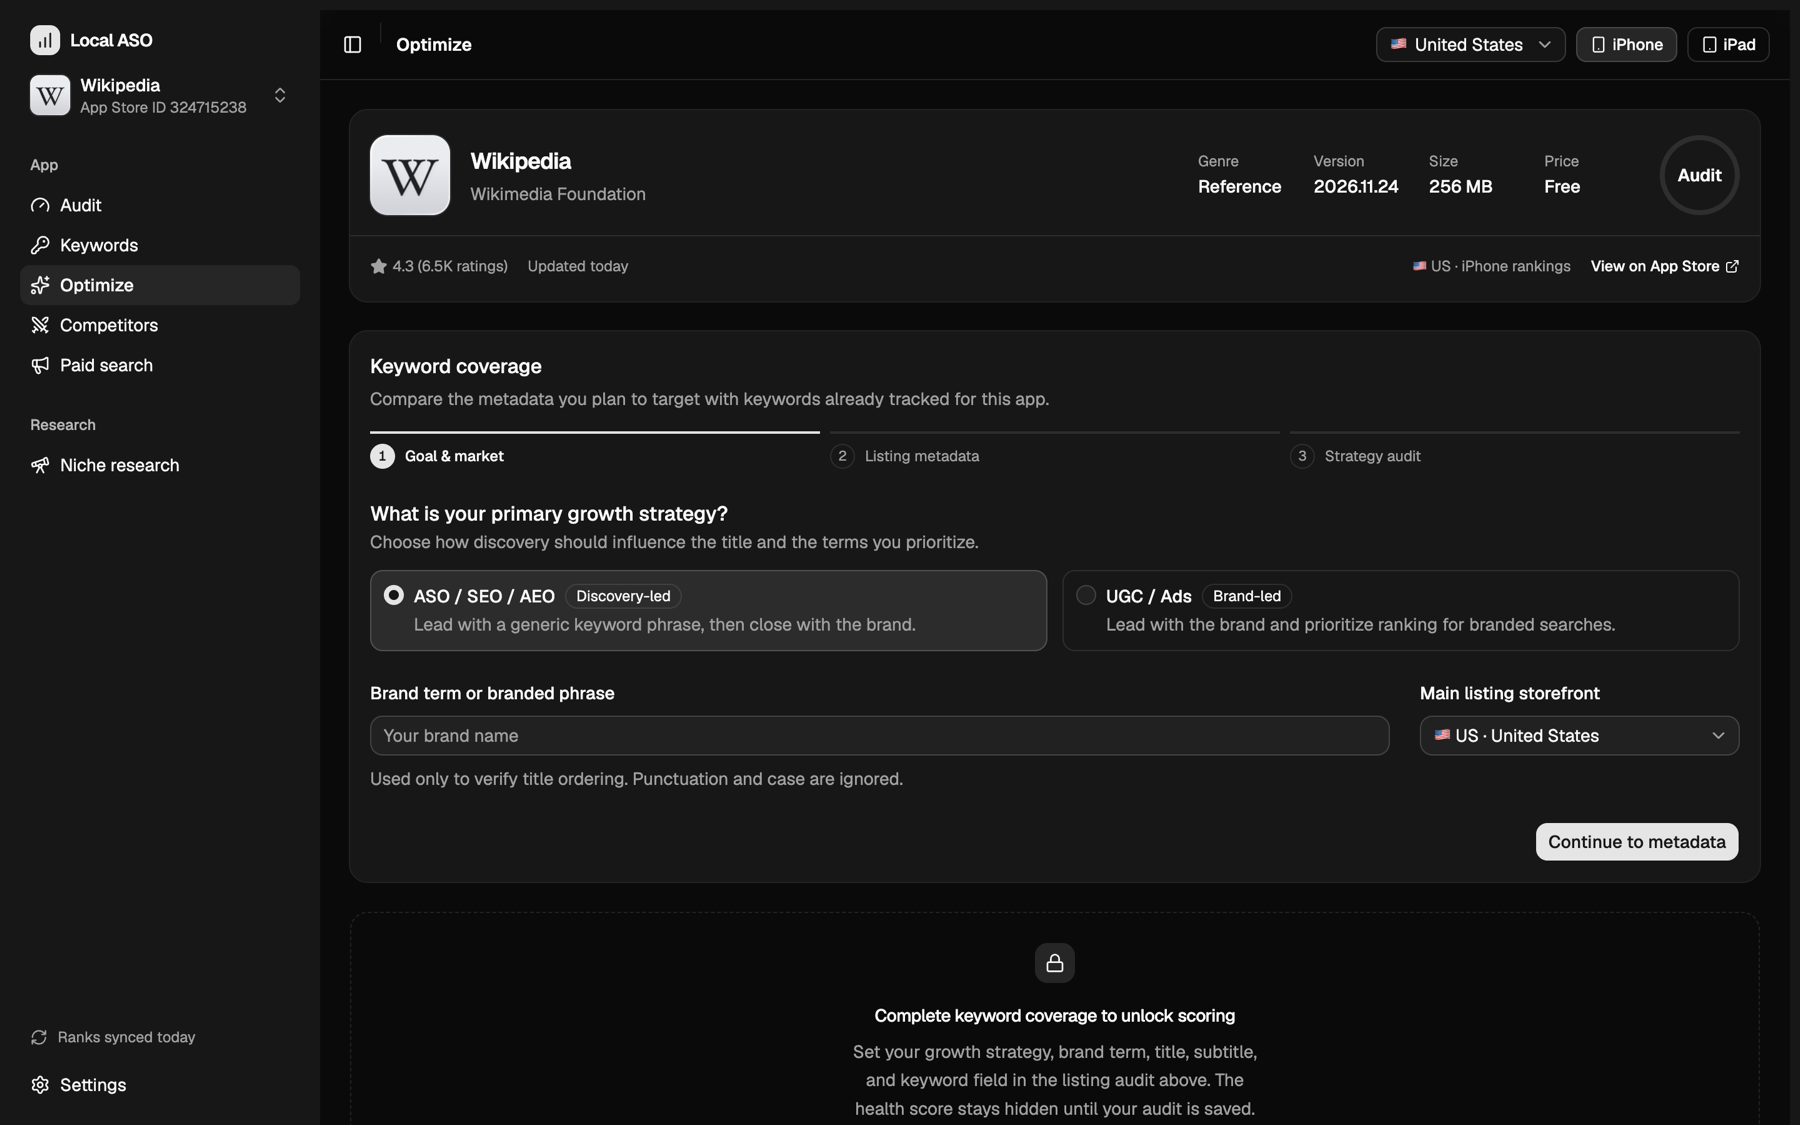 Local ASO
Wikipedia
App Store ID 324715238
App
Audit
Keywords
Optimize
Competitors
Paid search
Research
Niche research
Ranks synced today
Settings
Optimize
United States
iPhone
iPad
W
Wikipedia
Wikimedia Foundation
Genre
Reference
Version
2026.11.24
Size
256 MB
Price
Free
Audit
4.3 (6.5K ratings)
Updated today
US · iPhone rankings
View on App Store
Keyword coverage
Compare the metadata you plan to target with keywords already tracked for this app.
1 Goal & market
2 Listing metadata
3 Strategy audit
What is your primary growth strategy?
Choose how discovery should influence the title and the terms you prioritize.
ASO / SEO / AEO Discovery-led
Lead with a generic keyword phrase, then close with the brand.
UGC / Ads Brand-led
Lead with the brand and prioritize ranking for branded searches.
Brand term or branded phrase
Your brand name
Used only to verify title ordering. Punctuation and case are ignored.
Main listing storefront
US · United States
Continue to metadata
Complete keyword coverage to unlock scoring
Set your growth strategy, brand term, title, subtitle,
and keyword field in the listing audit above. The
health score stays hidden until your audit is saved.